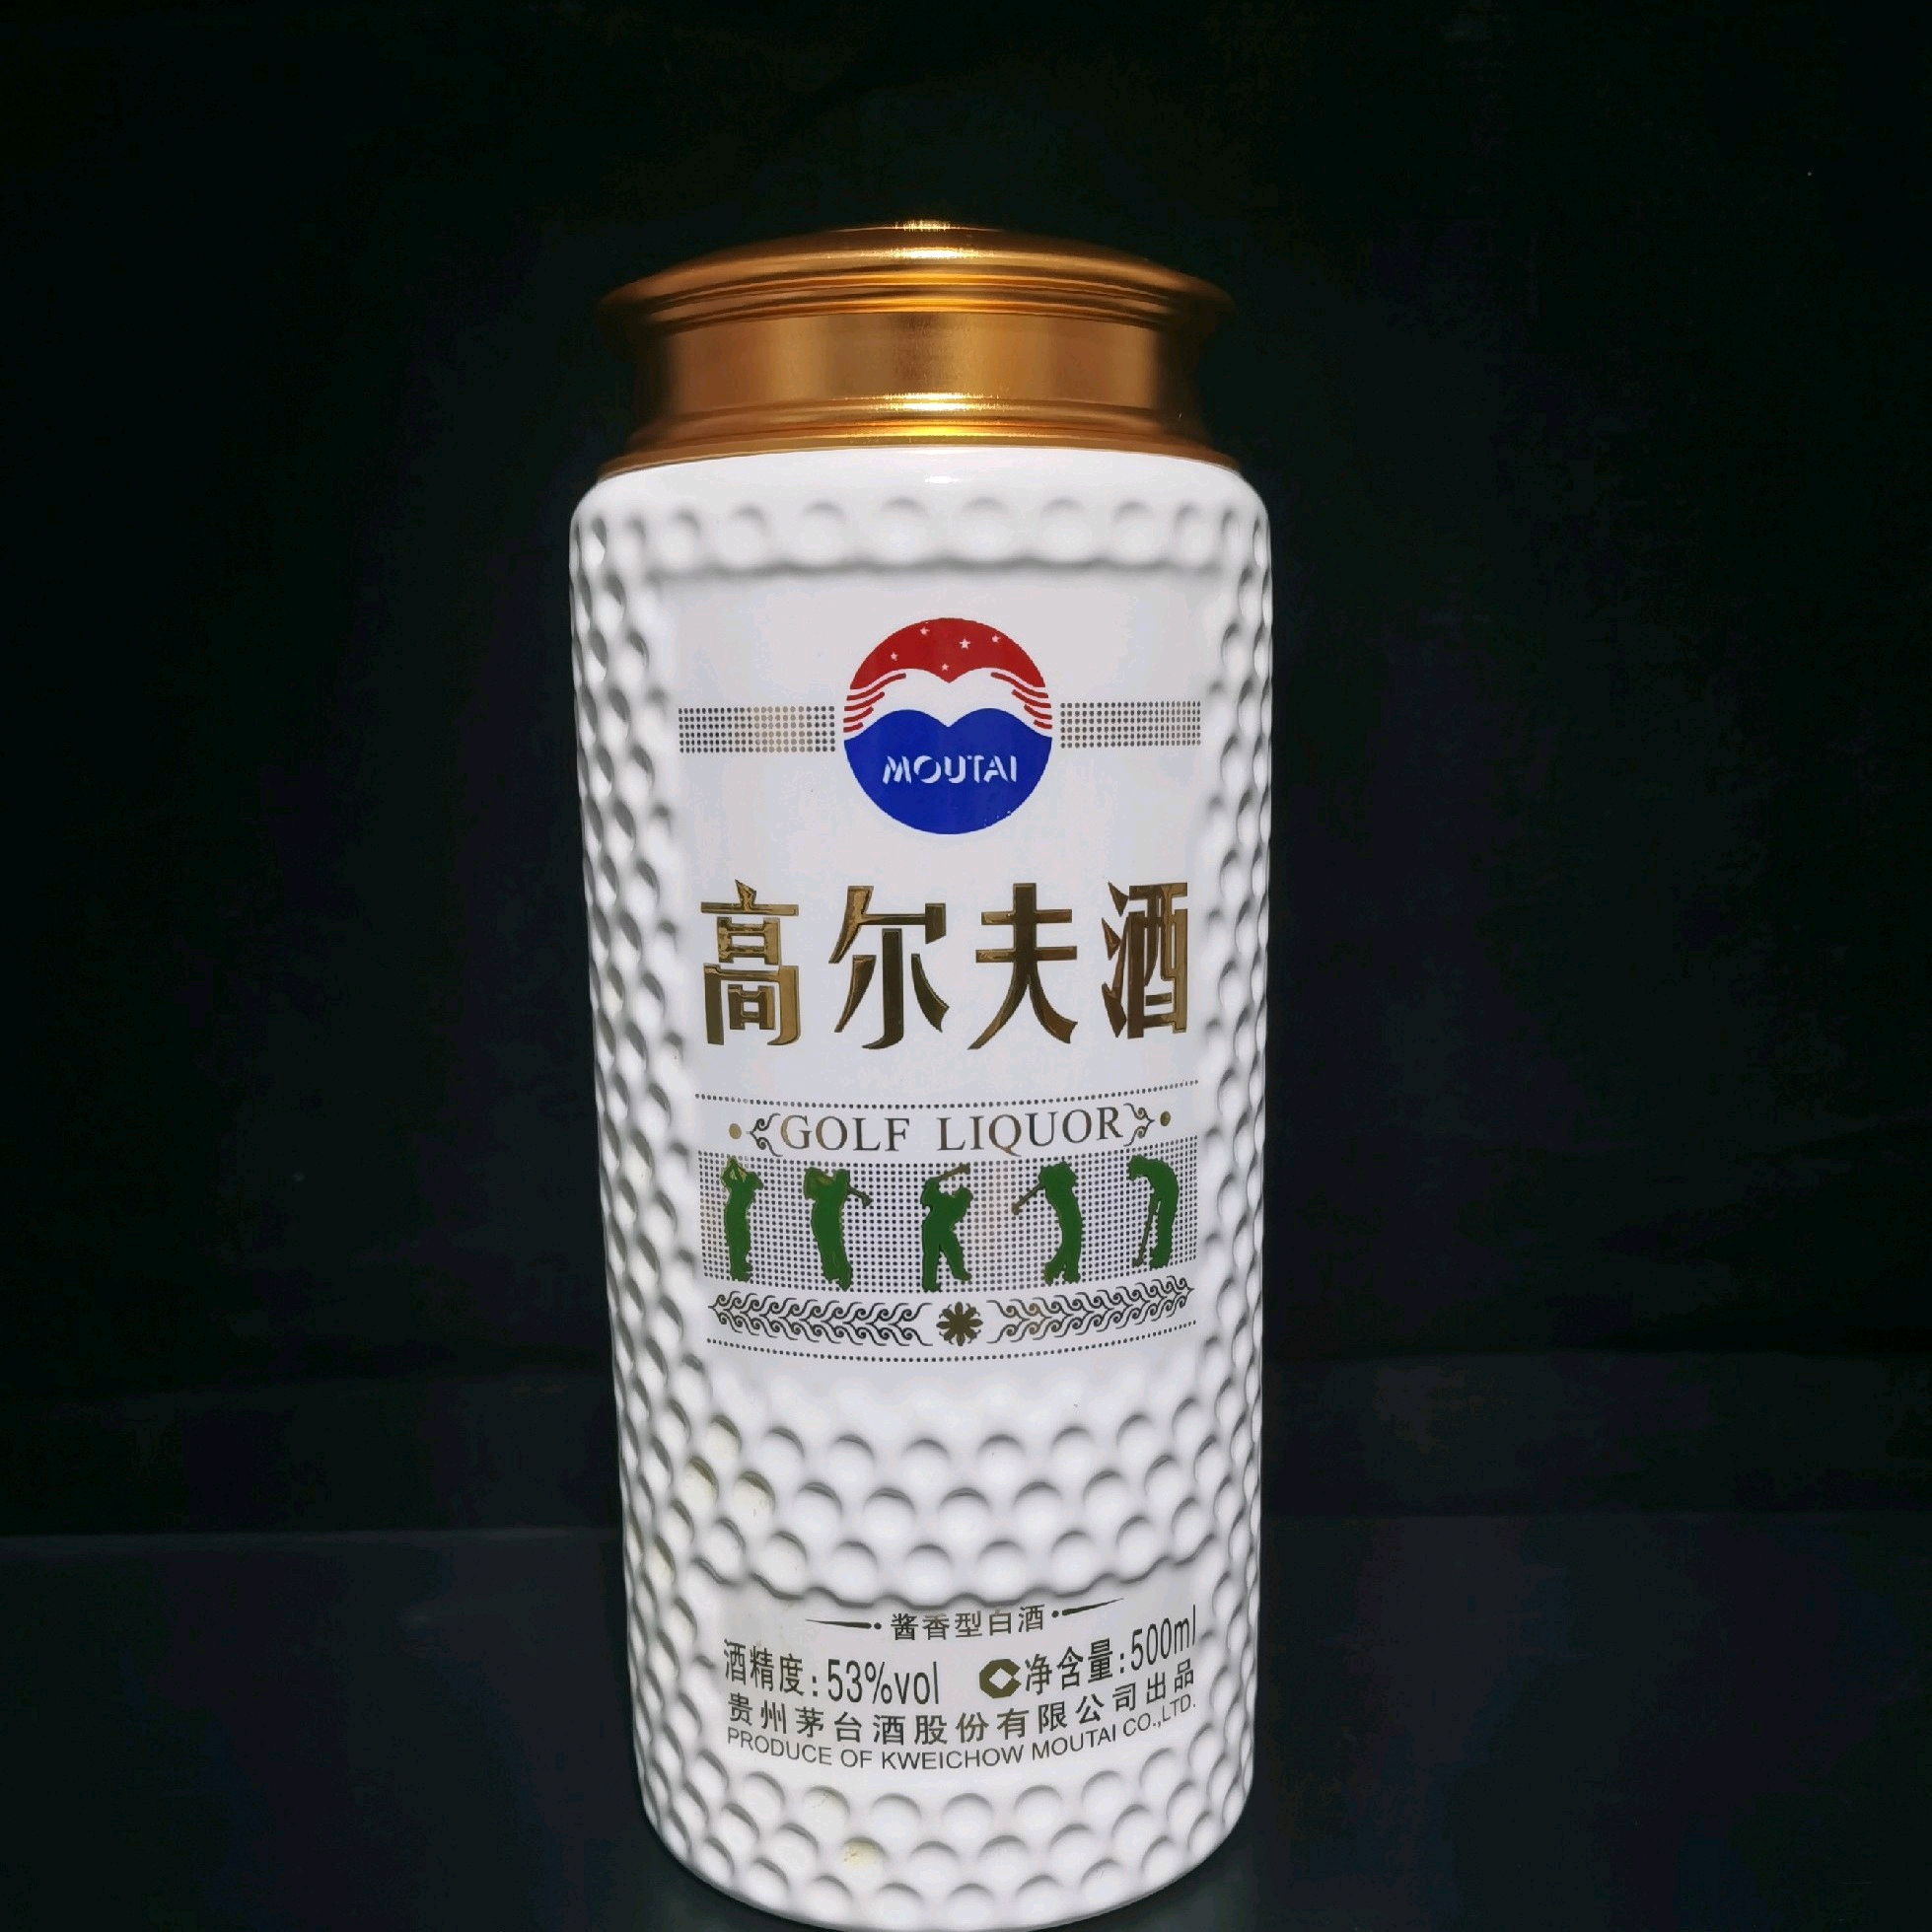 MOUTAI
高尔夫酒
GOLF LIQUOR
酱香型白酒
酒精度:53%vol 净含量:500ml
贵州茅台酒股份有限公司出品
PRODUCE OF KWEICHOW MOUTAI CO.,LTD.